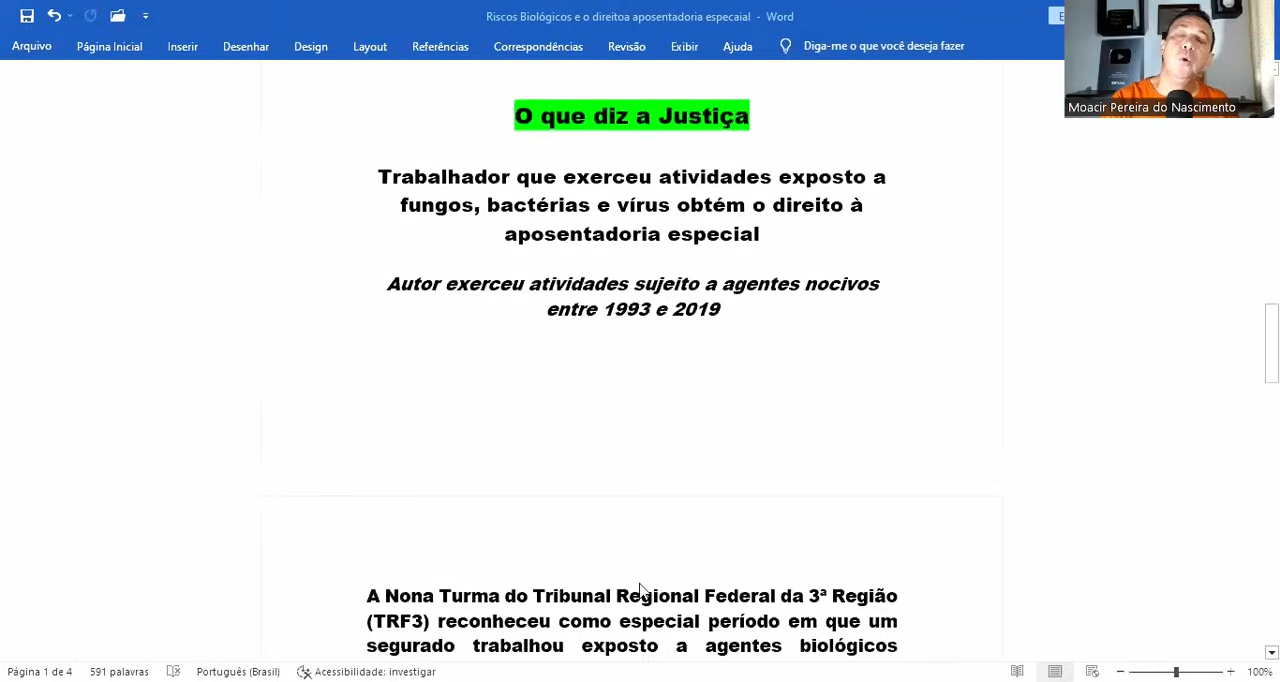 Riscos Biológicos e o direitoa aposentadoria especaial - Word
Arquivo Página Inicial Inserir Desenhar Design Layout Referências Correspondências Revisão Exibir Ajuda Diga-me o que você deseja fazer
Moacir Pereira do Nascimento
O que diz a Justiça
Trabalhador que exerceu atividades exposto a
fungos, bactérias e vírus obtém o direito à
aposentadoria especial
Autor exerceu atividades sujeito a agentes nocivos
entre 1993 e 2019
A Nona Turma do Tribunal Regional Federal da 3ª Região
(TRF3) reconheceu como especial período em que um
segurado trabalhou exposto a agentes biológicos
Página 1 de 4 591 palavras Português (Brasil) Acessibilidade: investigar 100%